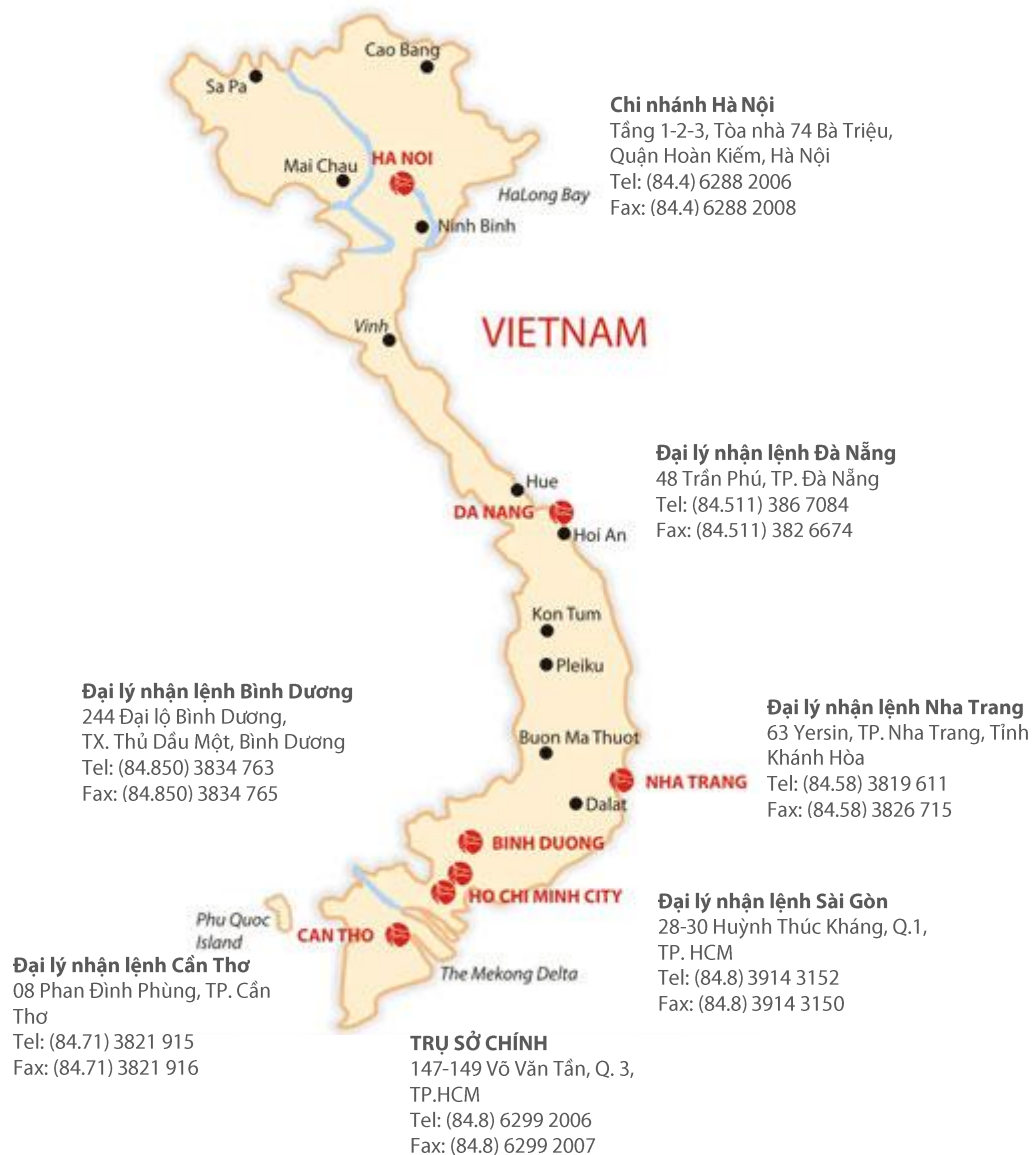 Cao Bang
Sa Pa
Chi nhánh Hà Nội
Tầng 1-2-3, Tòa nhà 74 Bà Triệu,
Quận Hoàn Kiếm, Hà Nội
Tel: (84.4) 6288 2006
Fax: (84.4) 6288 2008
Mai Chau
HA NOI
HaLong Bay
Ninh Binh
Vinh
VIETNAM
Đại lý nhận lệnh Đà Nẵng
48 Trần Phú, TP. Đà Nẵng
Tel: (84.511) 386 7084
Fax: (84.511) 382 6674
Hue
DA NANG
Hoi An
Kon Tum
Pleiku
Đại lý nhận lệnh Bình Dương
244 Đại lộ Bình Dương,
TX. Thủ Dầu Một, Bình Dương
Tel: (84.850) 3834 763
Fax: (84.850) 3834 765
Buon Ma Thuot
Đại lý nhận lệnh Nha Trang
63 Yersin, TP. Nha Trang, Tỉnh
Khánh Hòa
Tel: (84.58) 3819 611
Fax: (84.58) 3826 715
NHA TRANG
Dalat
BINH DUONG
HO CHI MINH CITY
Đại lý nhận lệnh Sài Gòn
28-30 Huỳnh Thúc Kháng, Q.1,
TP. HCM
Tel: (84.8) 3914 3152
Fax: (84.8) 3914 3150
Phu Quoc
Island
CAN THO
The Mekong Delta
Đại lý nhận lệnh Cần Thơ
08 Phan Đình Phùng, TP. Cần
Thơ
Tel: (84.71) 3821 915
Fax: (84.71) 3821 916
TRỤ SỞ CHÍNH
147-149 Võ Văn Tần, Q. 3,
TP.HCM
Tel: (84.8) 6299 2006
Fax: (84.8) 6299 2007